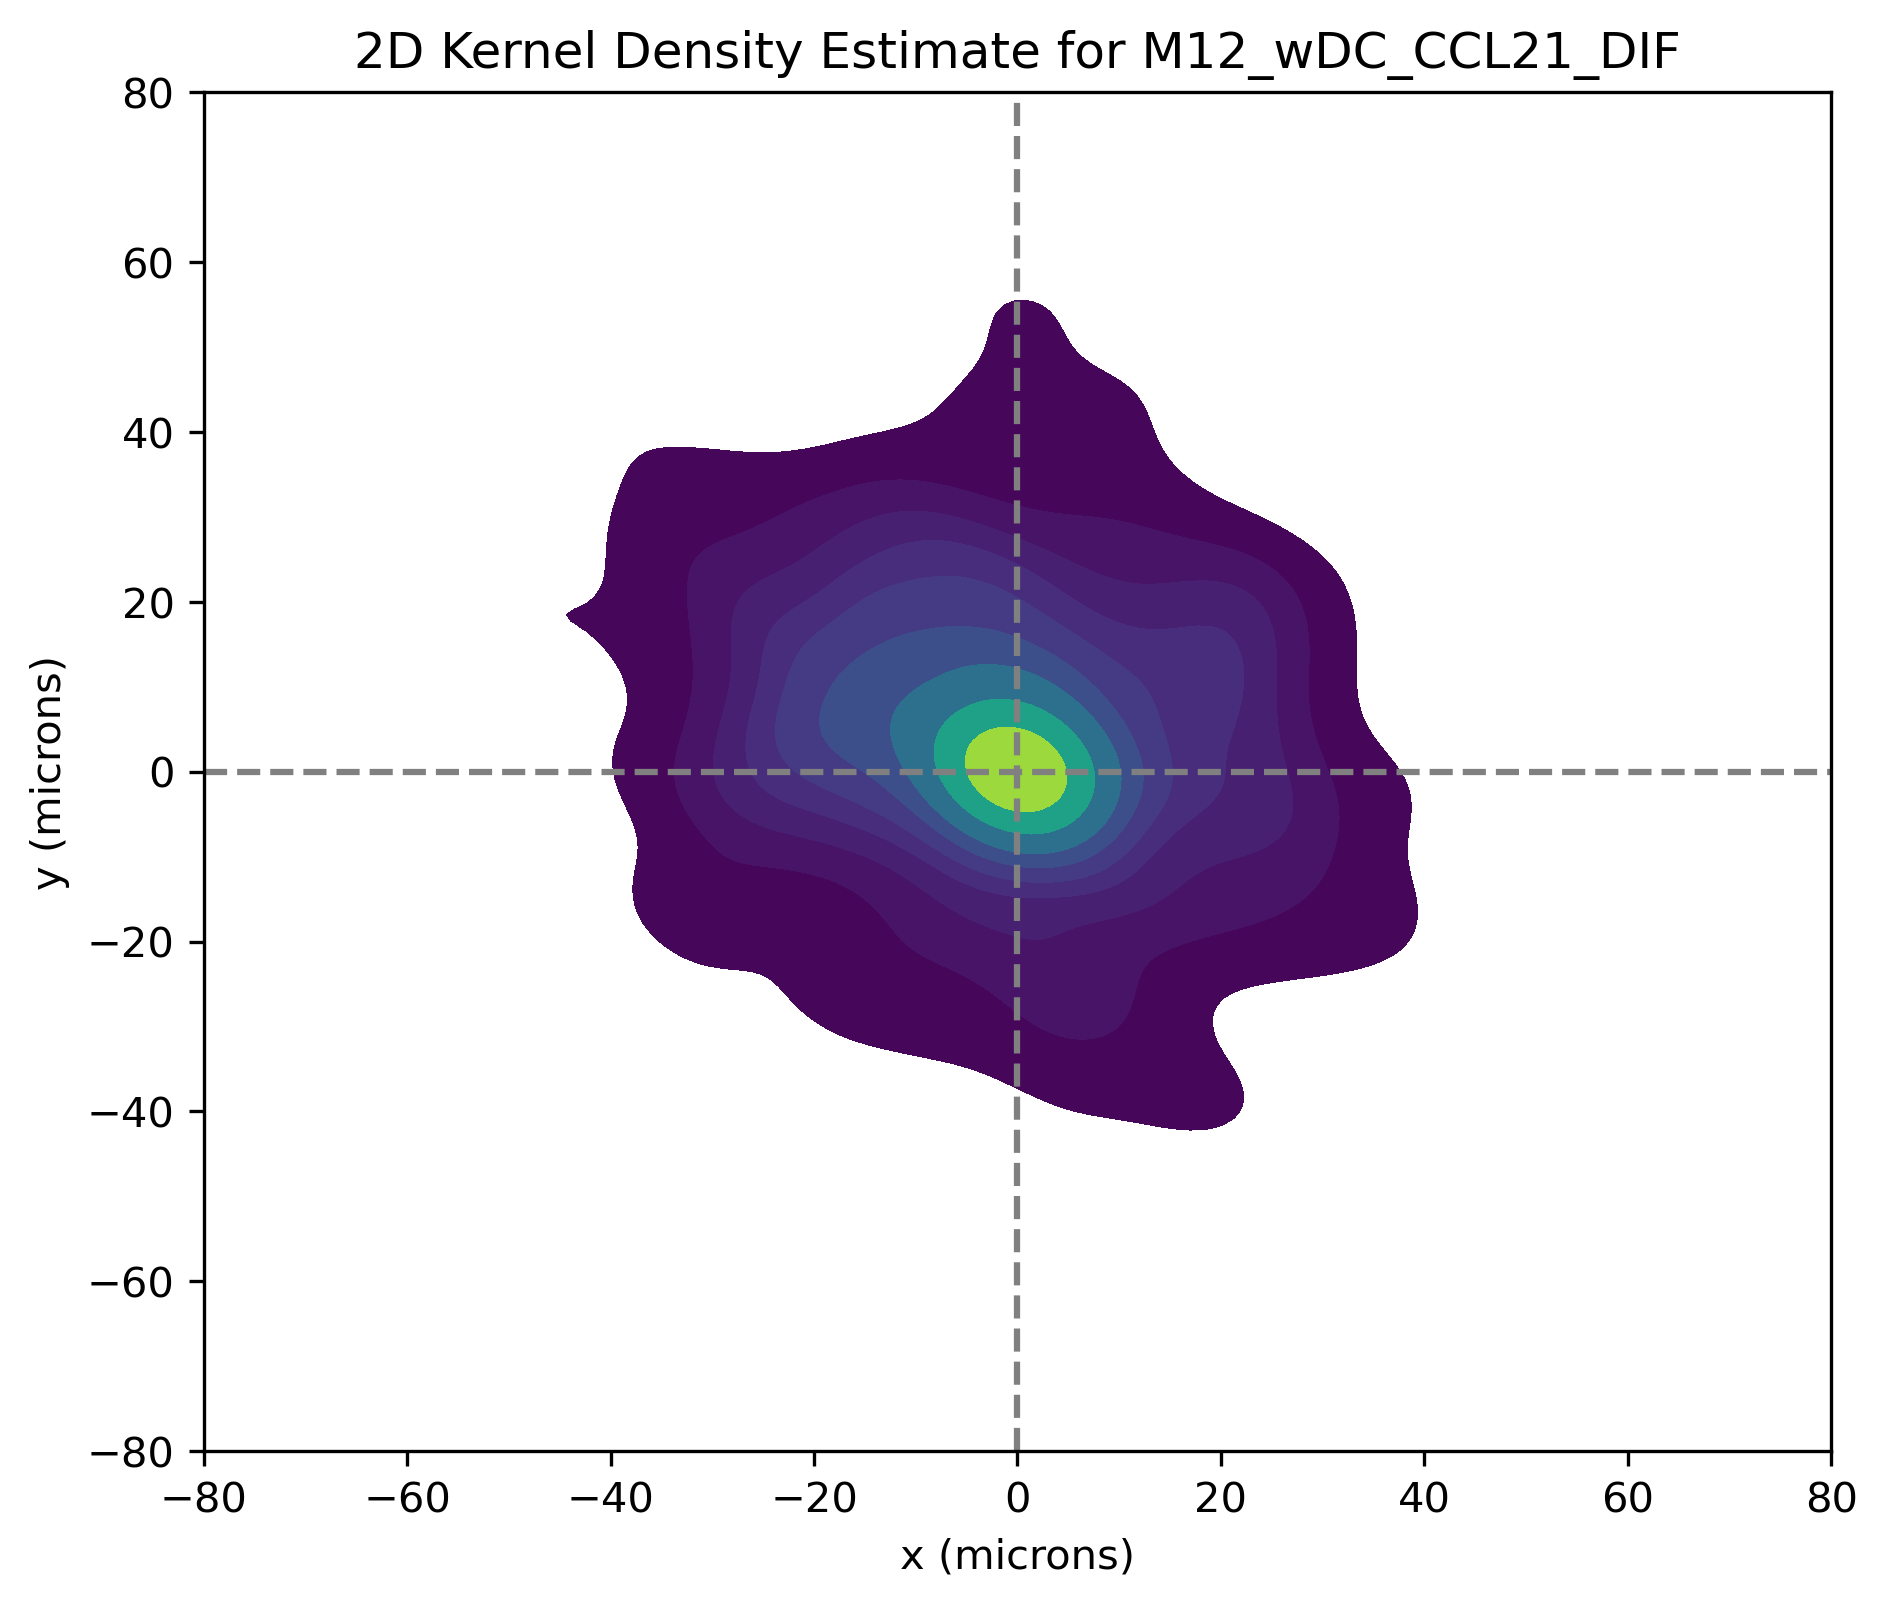 2D Kernel Density Estimate for M12_wDC_CCL21_DIF
80
60
40
20
0
−20
−40
−60
−80
y (microns)
−80 −60 −40 −20 0 20 40 60 80
x (microns)